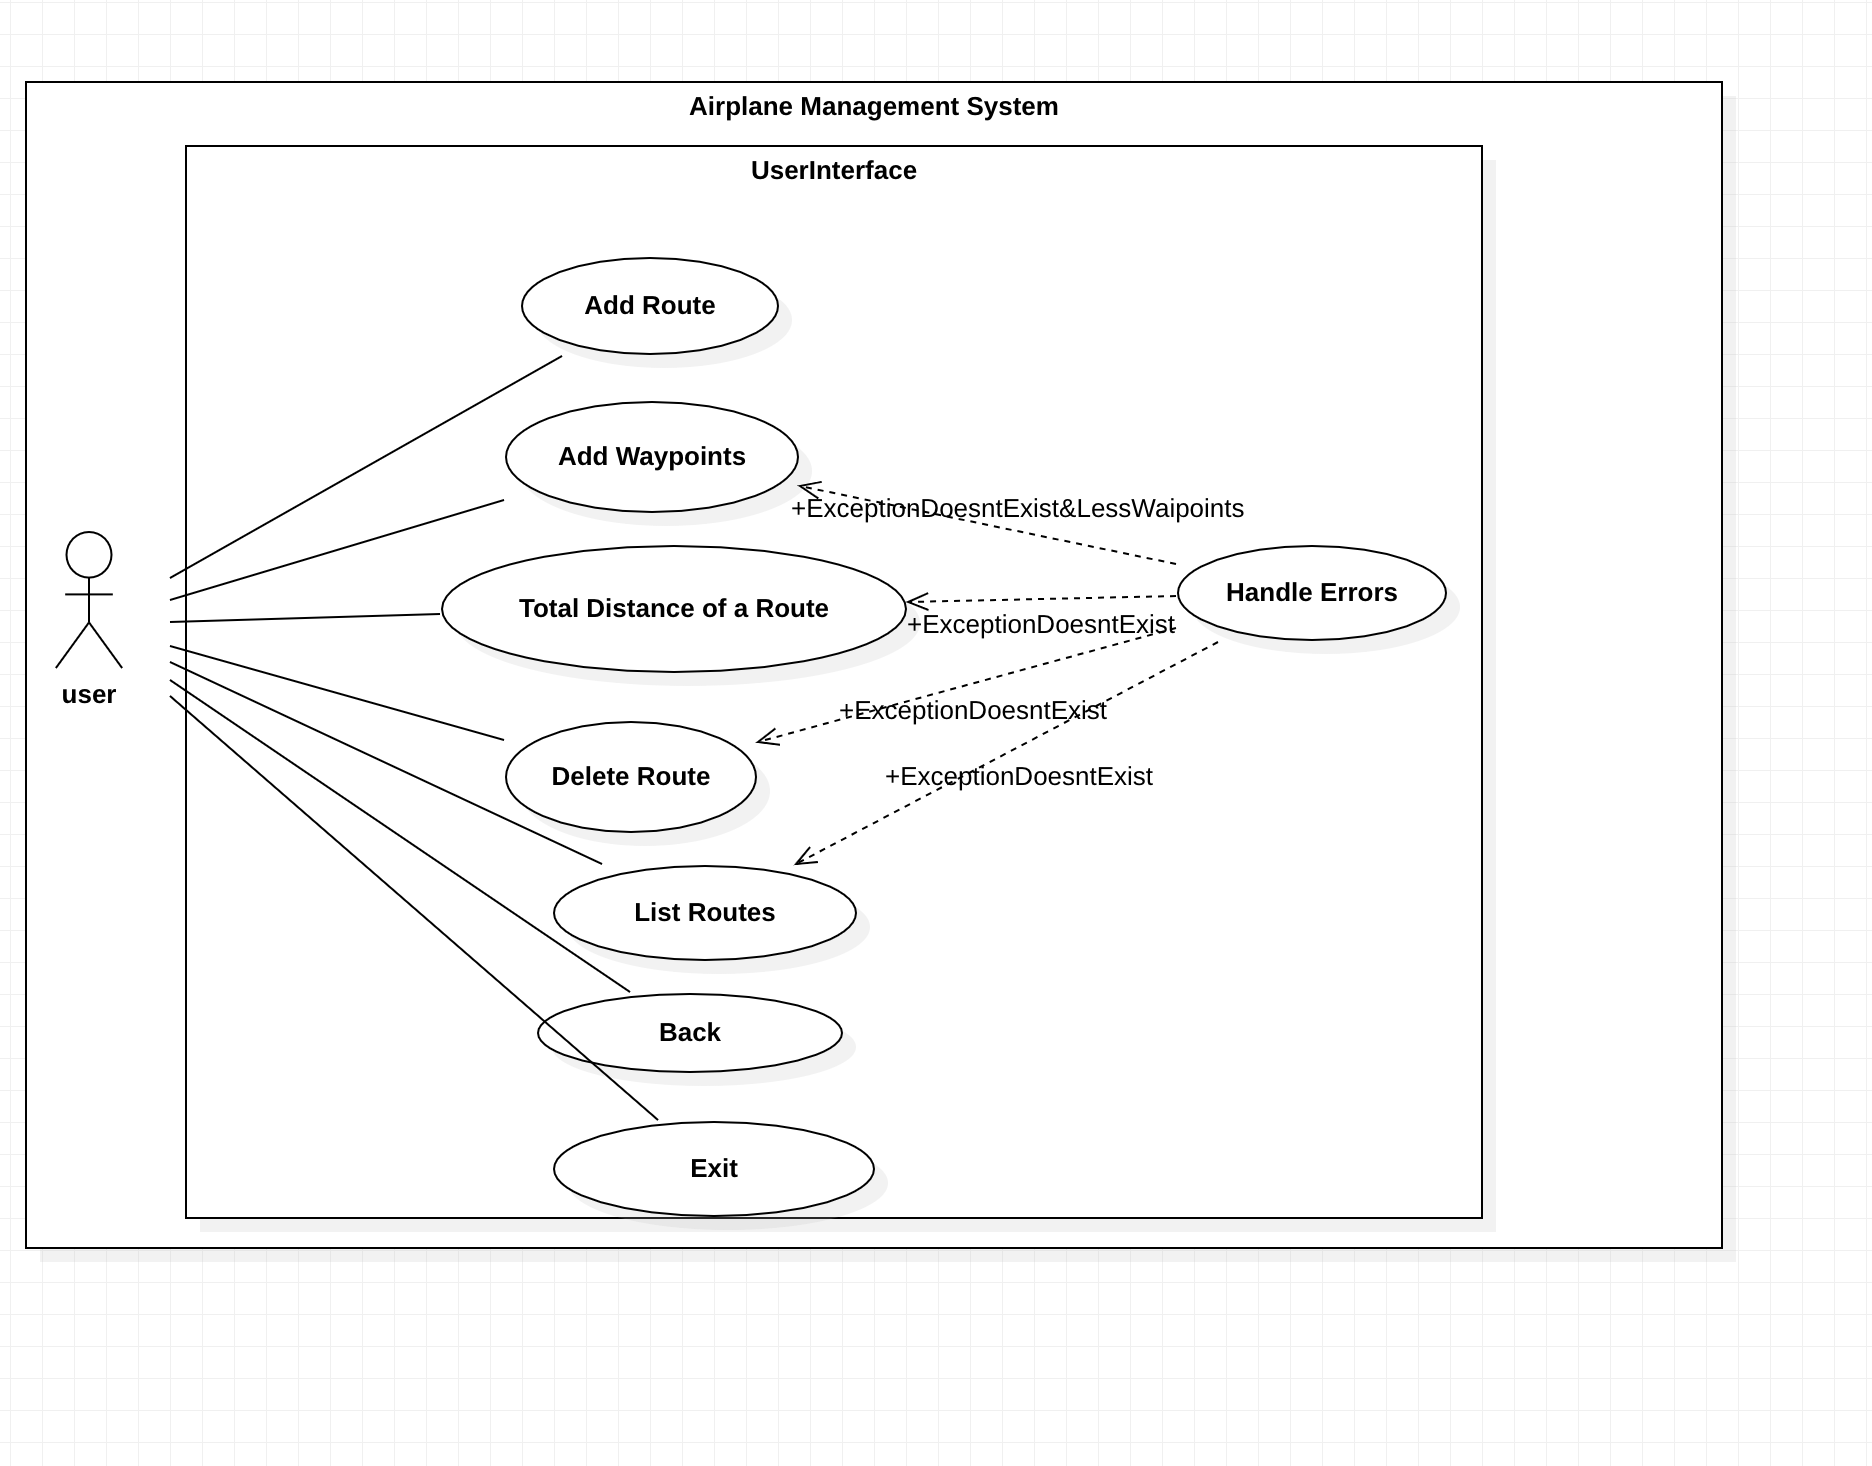 Airplane Management System
UserInterface
Add Route
Add Waypoints
+ExceptionDoesntExist&LessWaipoints
Handle Errors
Total Distance of a Route
+ExceptionDoesntExist
user
+ExceptionDoesntExist
Delete Route
+ExceptionDoesntExist
List Routes
Back
Exit